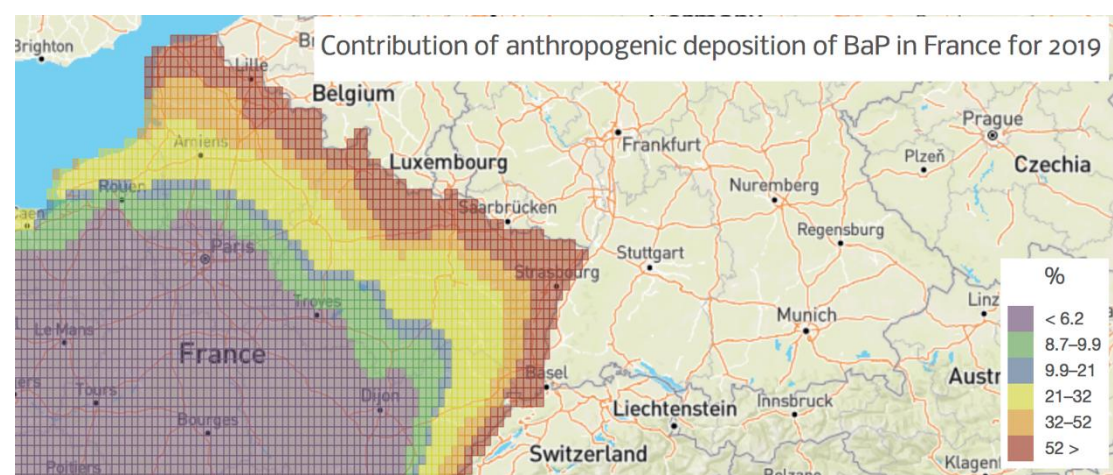 Contribution of anthropogenic deposition of BaP in France for 2019
Brighton
Lille
Belgium
Amiens
Luxembourg
Frankfurt
Prague
Plzeň
Czechia
Rouen
Caen
Saarbrücken
Nuremberg
Regensburg
Paris
Strasbourg
Stuttgart
Troyes
Munich
Linz
Le Mans
France
Tours
Dijon
Basel
Bourges
Liechtenstein
Innsbruck
Switzerland
Poitiers
%
< 6.2
8.7–9.9
9.9–21
21–32
32–52
52 >